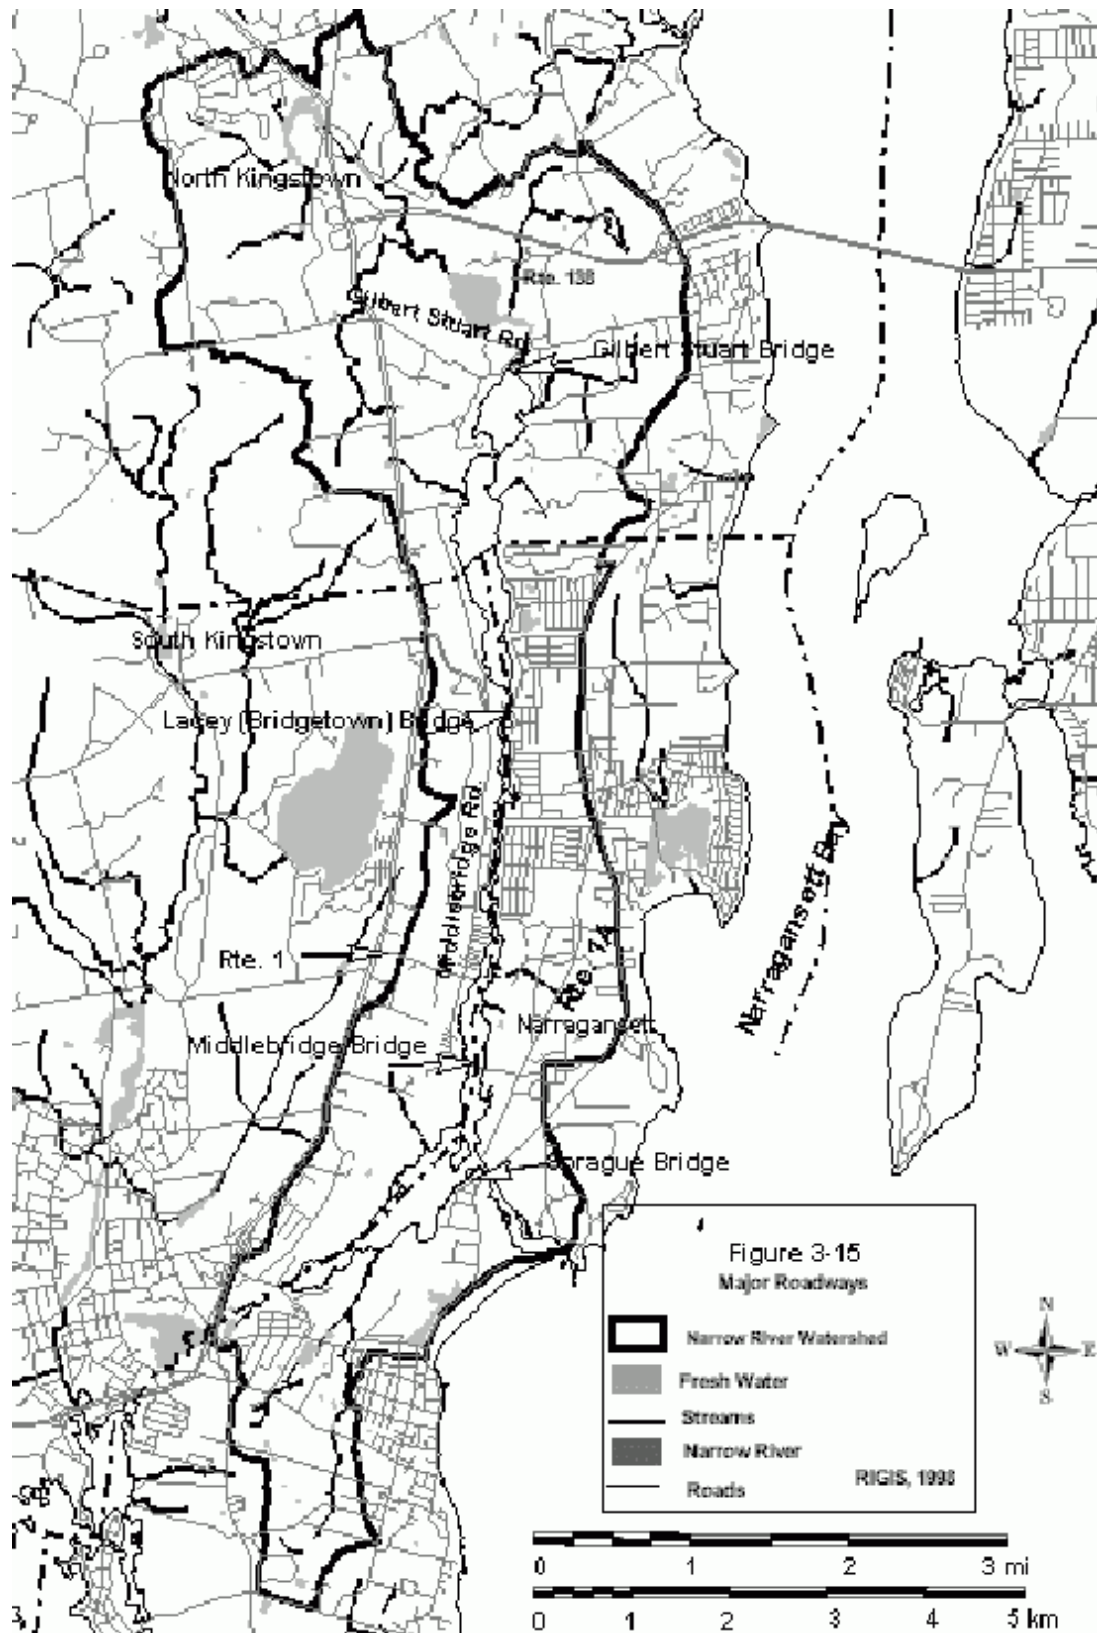 North Kingstown
Rte. 138
Gilbert Stuart Rd
Gilbert Stuart Bridge
South Kingstown
Lacey (Bridgetown) Bridge
Middlebridge Rd
Narragansett Bay
Rte. 1
Rte. 7A
Narragansett
Middlebridge Bridge
Sprague Bridge
Figure 3-15
Major Roadways
Narrow River Watershed
Fresh Water
Streams
Narrow River
Roads
RIGIS, 1998
N
W E
S
0 1 2 3 mi
0 1 2 3 4 5 km